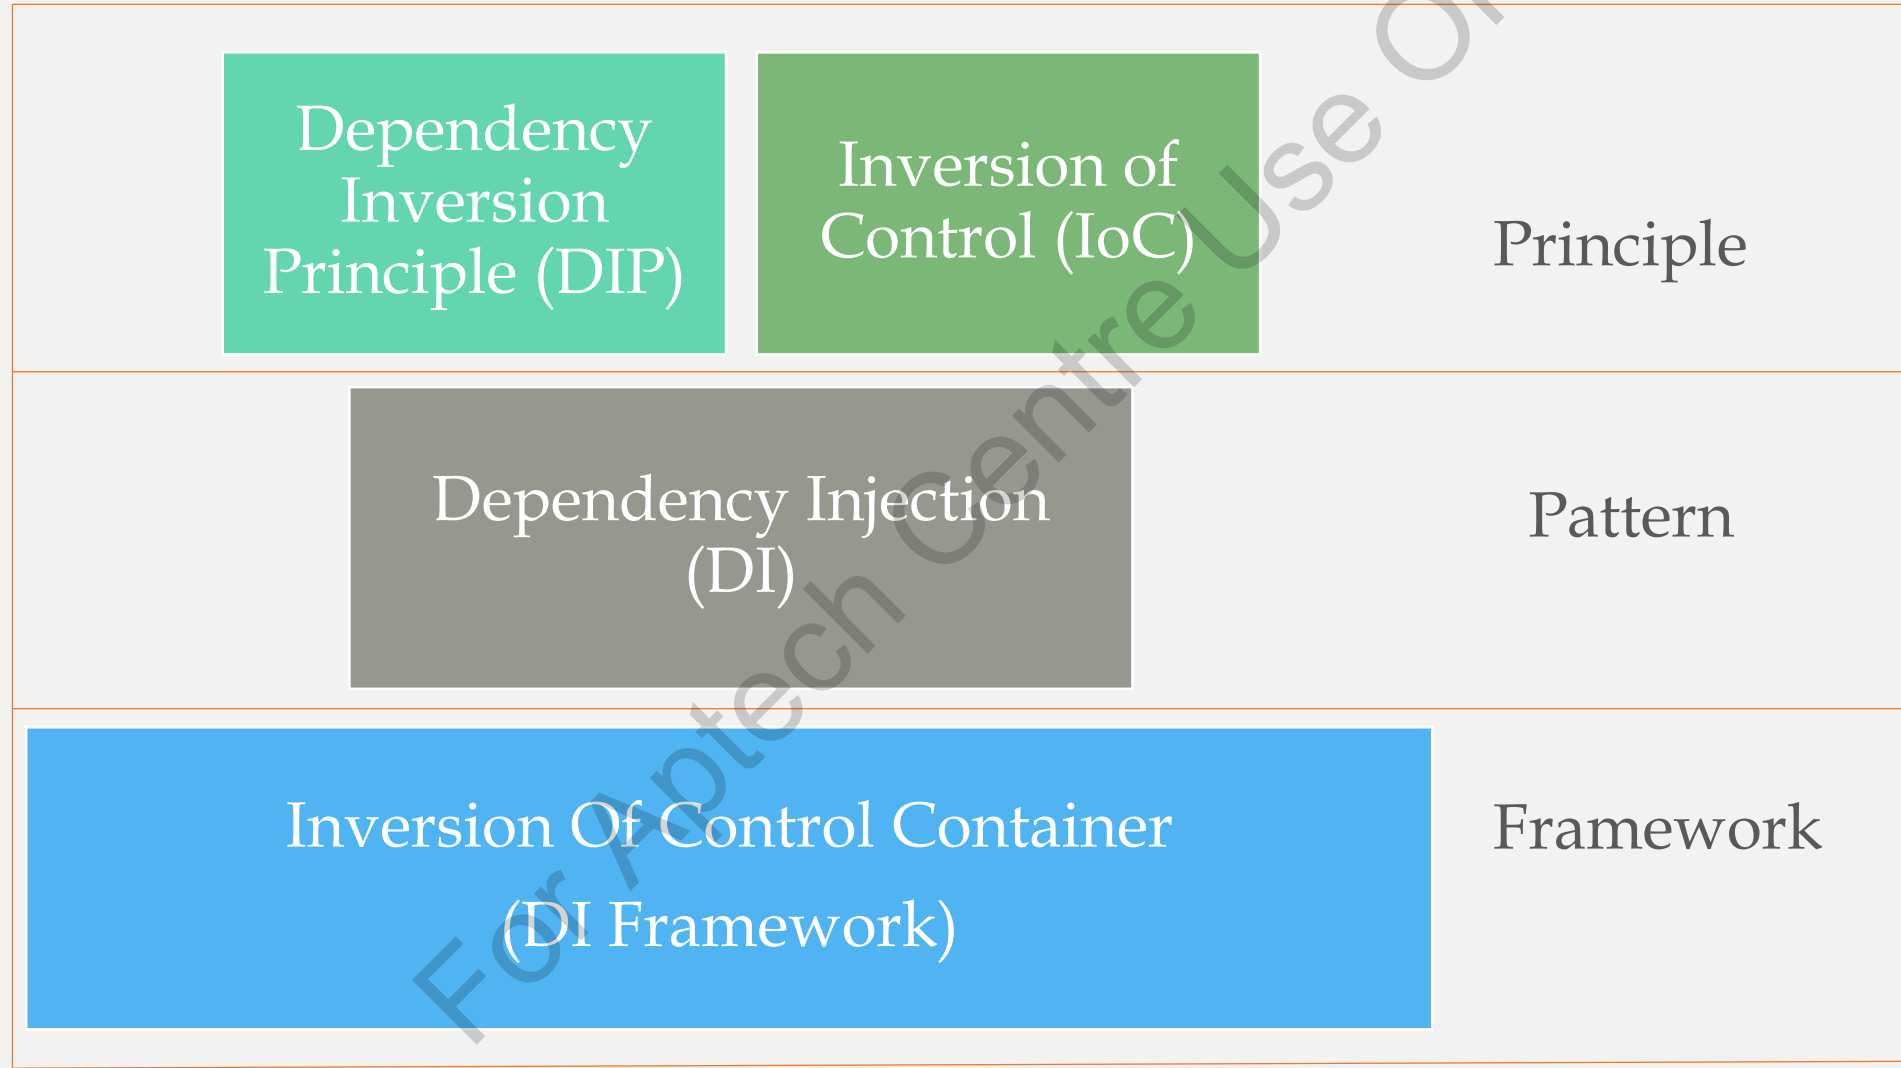 Dependency
Inversion
Principle (DIP)
Inversion of
Control (IoC)
Principle
Dependency Injection
(DI)
Pattern
Inversion Of Control Container
(DI Framework)
Framework
For Aptech Centre Use